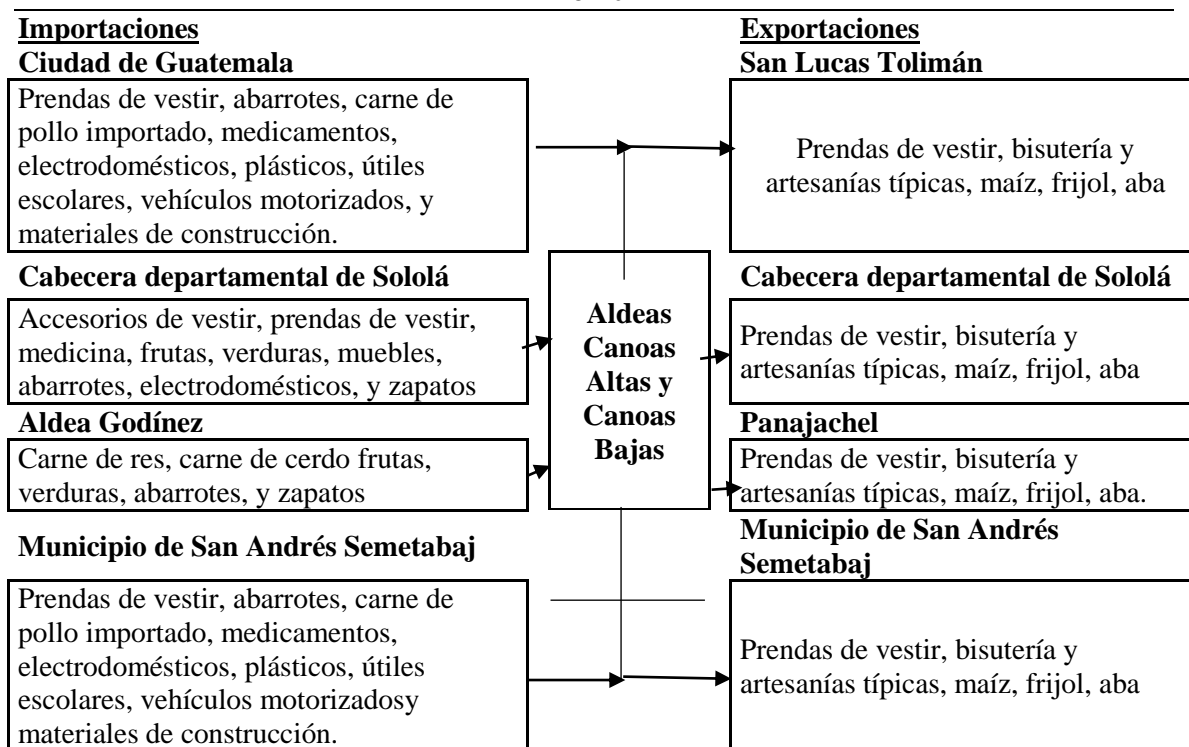 Importaciones
Ciudad de Guatemala
Prendas de vestir, abarrotes, carne de
pollo importado, medicamentos,
electrodomésticos, plásticos, útiles
escolares, vehículos motorizados, y
materiales de construcción.
Cabecera departamental de Sololá
Accesorios de vestir, prendas de vestir,
medicina, frutas, verduras, muebles,
abarrotes, electrodomésticos, y zapatos
Aldea Godínez
Carne de res, carne de cerdo frutas,
verduras, abarrotes, y zapatos
Municipio de San Andrés Semetabaj
Prendas de vestir, abarrotes, carne de
pollo importado, medicamentos,
electrodomésticos, plásticos, útiles
escolares, vehículos motorizadosy
materiales de construcción.
Aldeas
Canoas
Altas y
Canoas
Bajas
Exportaciones
San Lucas Tolimán
Prendas de vestir, bisutería y
artesanías típicas, maíz, frijol, aba
Cabecera departamental de Sololá
Prendas de vestir, bisutería y
artesanías típicas, maíz, frijol, aba
Panajachel
Prendas de vestir, bisutería y
artesanías típicas, maíz, frijol, aba.
Municipio de San Andrés
Semetabaj
Prendas de vestir, bisutería y
artesanías típicas, maíz, frijol, aba